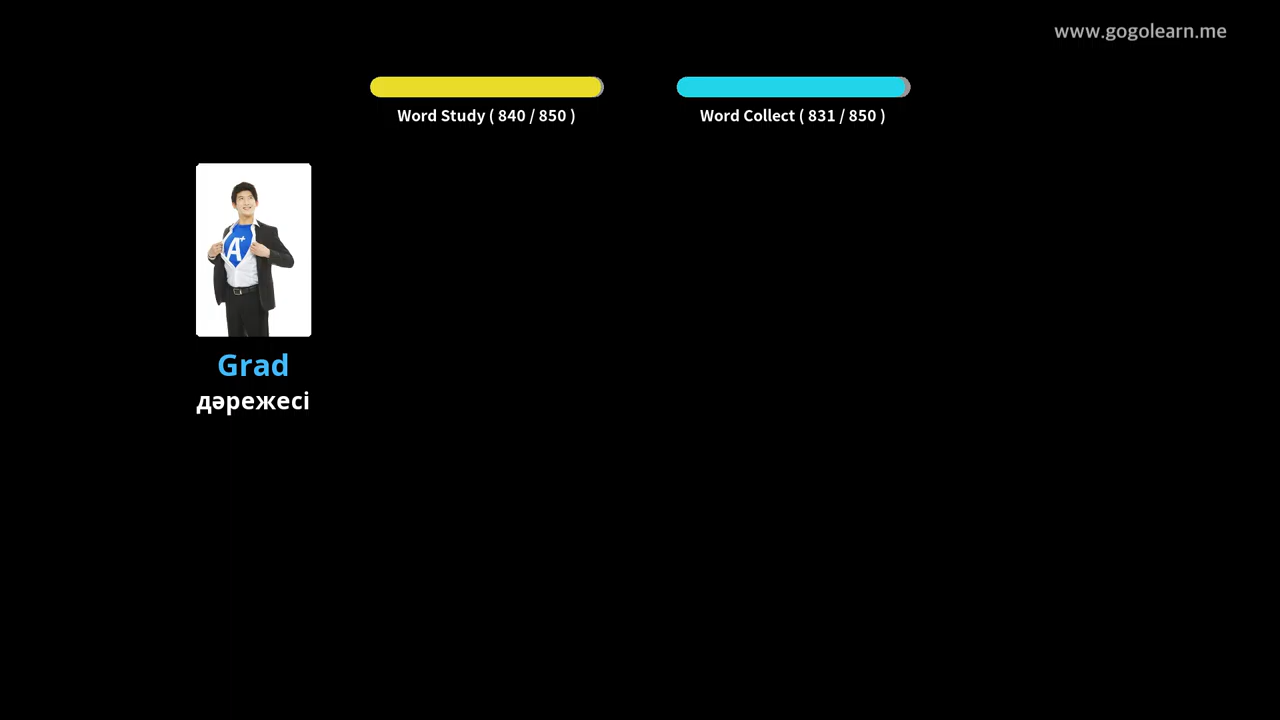 www.gogolearn.me
Word Study ( 840 / 850 )
Word Collect ( 831 / 850 )
A+
Grad
дәрежесі